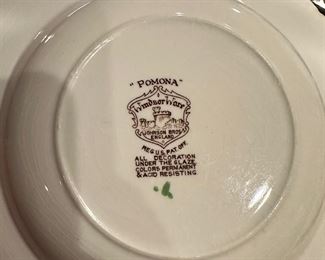 "POMONA"
Windsor Ware
JOHNSON BROS
ENGLAND
REG.U.S. PAT. OFF.
ALL DECORATION
UNDER THE GLAZE
COLORS PERMANENT
& ACID RESISTING